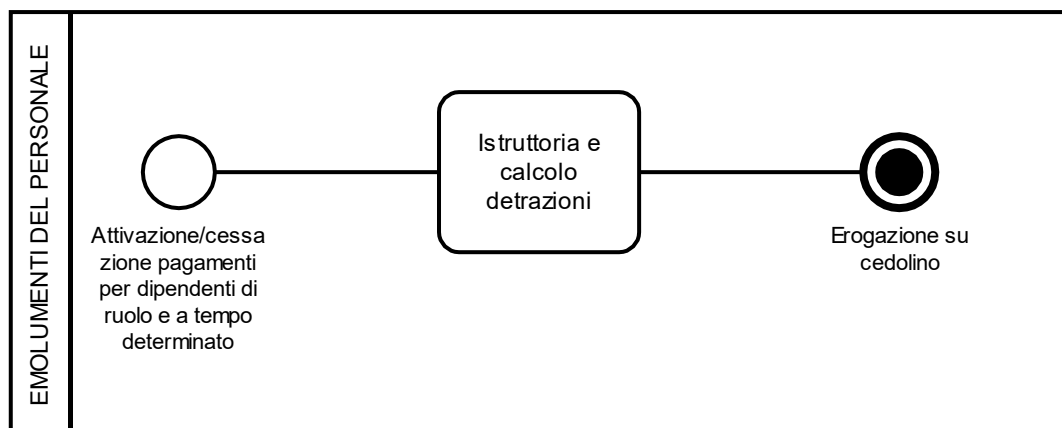 EMOLUMENTI DEL PERSONALE
Attivazione/cessa
zione pagamenti
per dipendenti di
ruolo e a tempo
determinato
Istruttoria e
calcolo
detrazioni
Erogazione su
cedolino